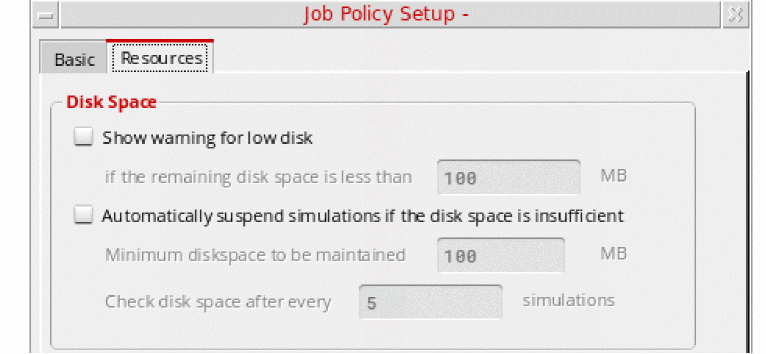 Job Policy Setup -
Basic Resources
Disk Space
Show warning for low disk
if the remaining disk space is less than 100 MB
Automatically suspend simulations if the disk space is insufficient
Minimum diskspace to be maintained 100 MB
Check disk space after every 5 simulations